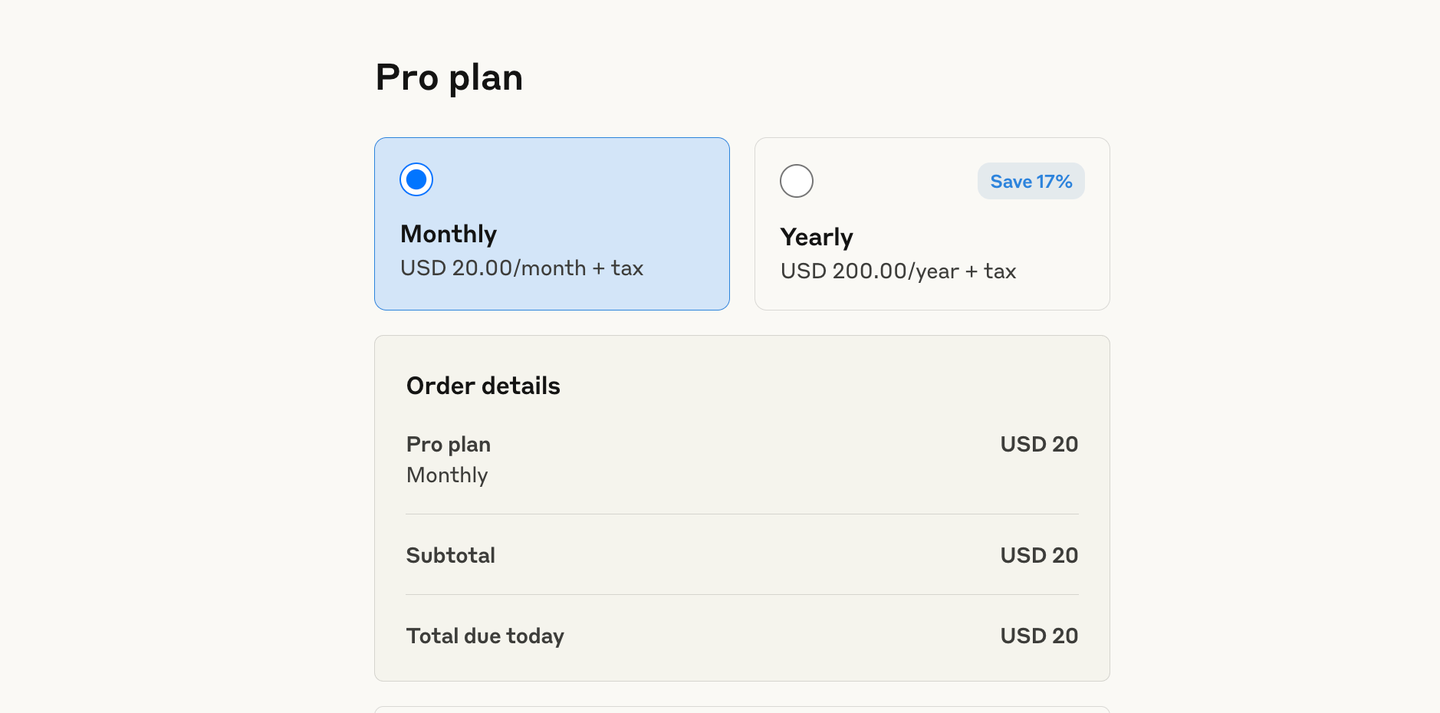 Pro plan
Save 17%
Monthly
USD 20.00/month + tax
Yearly
USD 200.00/year + tax
Order details
Pro plan USD 20
Monthly
Subtotal USD 20
Total due today USD 20